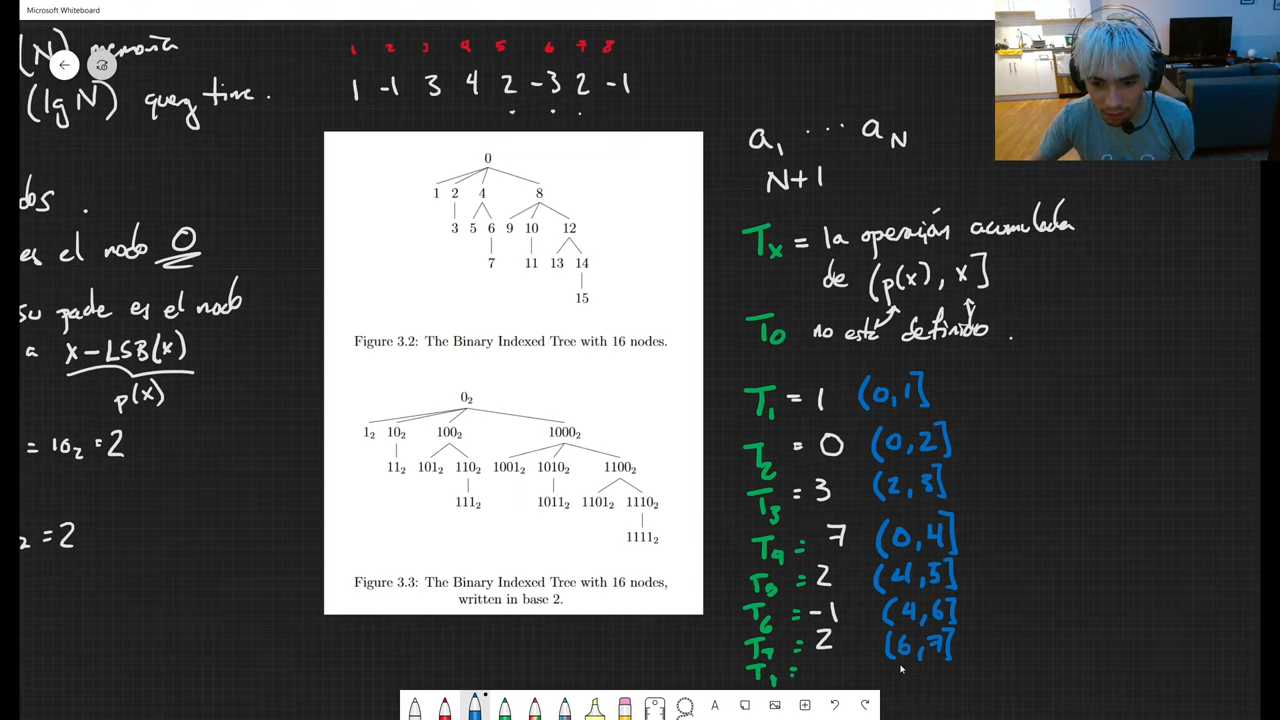 Microsoft Whiteboard
(N) memoria
(lg N) query time.
dos.
es el nodo 0
su padre es el nodo
a x - LSB(x)
p(x)
= 10₂ = 2
₂ = 2
1 2 3 4 5 6 7 8
1 -1 3 4 2 -3 2 -1
0
1 2 4 8
3 5 6 9 10 12
7 11 13 14
15
Figure 3.2: The Binary Indexed Tree with 16 nodes.
0₂
1₂ 10₂ 100₂ 1000₂
11₂ 101₂ 110₂ 1001₂ 1010₂ 1100₂
111₂ 1011₂ 1101₂ 1110₂
1111₂
Figure 3.3: The Binary Indexed Tree with 16 nodes,
written in base 2.
a₁ ... a_N
N+1
T_x = la operación acumulada
de (p(x), x]
T₀ no está definido.
T₁ = 1 (0,1]
T₂ = 0 (0,2]
T₃ = 3 (2,3]
T₄ = 7 (0,4]
T₅ = 2 (4,5]
T₆ = -1 (4,6]
T₇ = 2 (6,7]